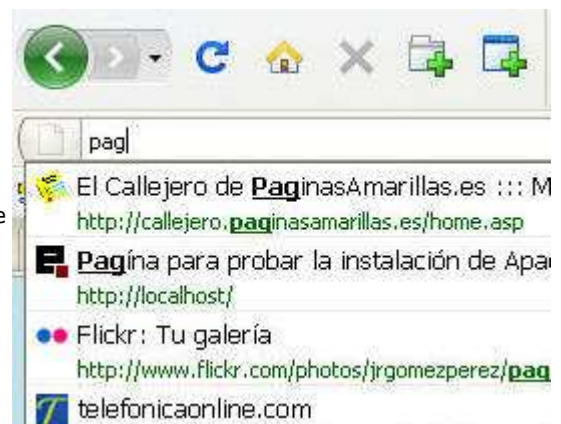 pag
El Callejero de PaginasAmarillas.es ::: M
http://callejero.paginasamarillas.es/home.asp
e
Pagína para probar la instalación de Apa
http://localhost/
Flickr: Tu galería
http://www.flickr.com/photos/jrgomezperez/pag
telefonicaonline.com